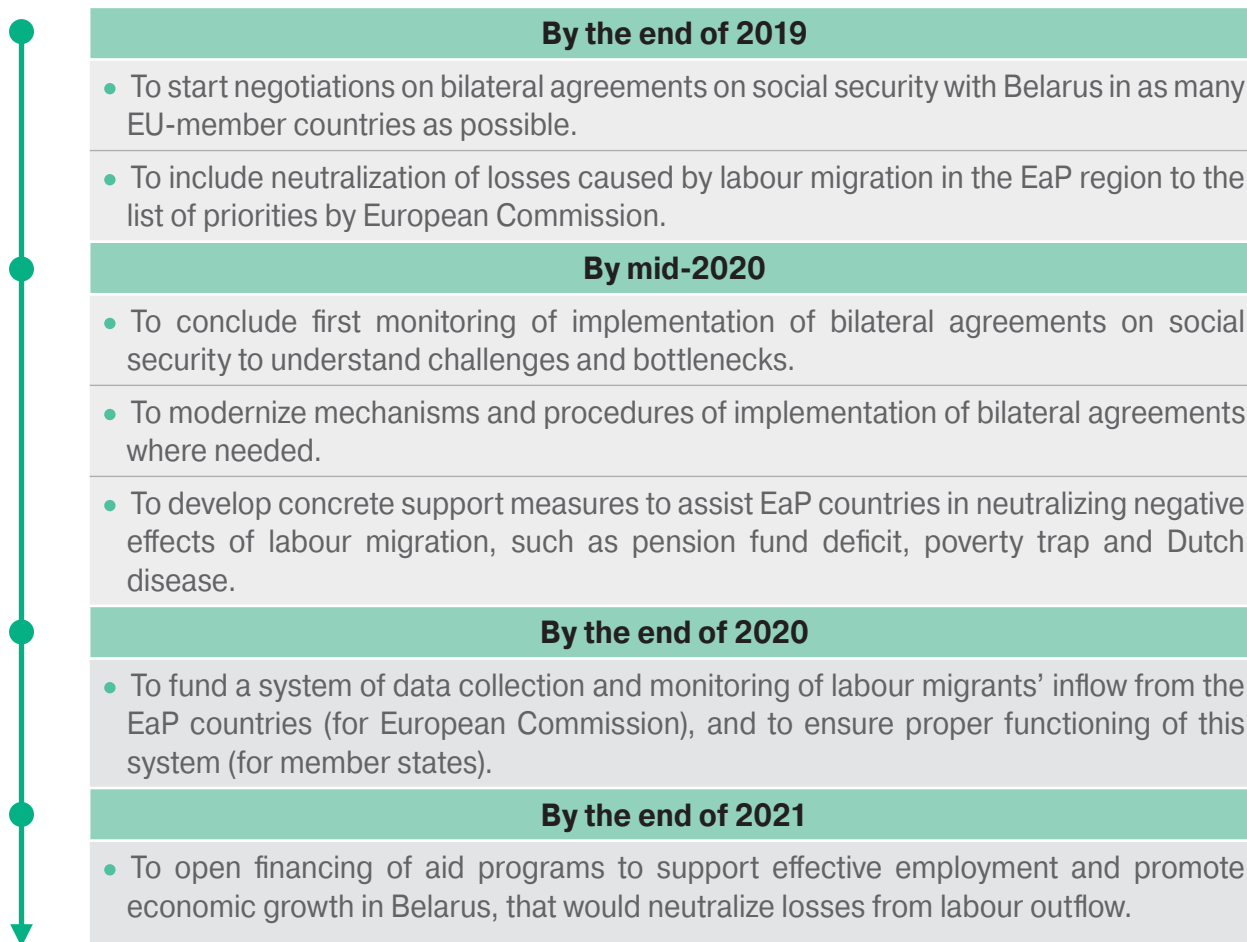 By the end of 2019
• To start negotiations on bilateral agreements on social security with Belarus in as many
EU-member countries as possible.
• To include neutralization of losses caused by labour migration in the EaP region to the
list of priorities by European Commission.
By mid-2020
• To conclude first monitoring of implementation of bilateral agreements on social
security to understand challenges and bottlenecks.
• To modernize mechanisms and procedures of implementation of bilateral agreements
where needed.
• To develop concrete support measures to assist EaP countries in neutralizing negative
effects of labour migration, such as pension fund deficit, poverty trap and Dutch
disease.
By the end of 2020
• To fund a system of data collection and monitoring of labour migrants’ inflow from the
EaP countries (for European Commission), and to ensure proper functioning of this
system (for member states).
By the end of 2021
• To open financing of aid programs to support effective employment and promote
economic growth in Belarus, that would neutralize losses from labour outflow.